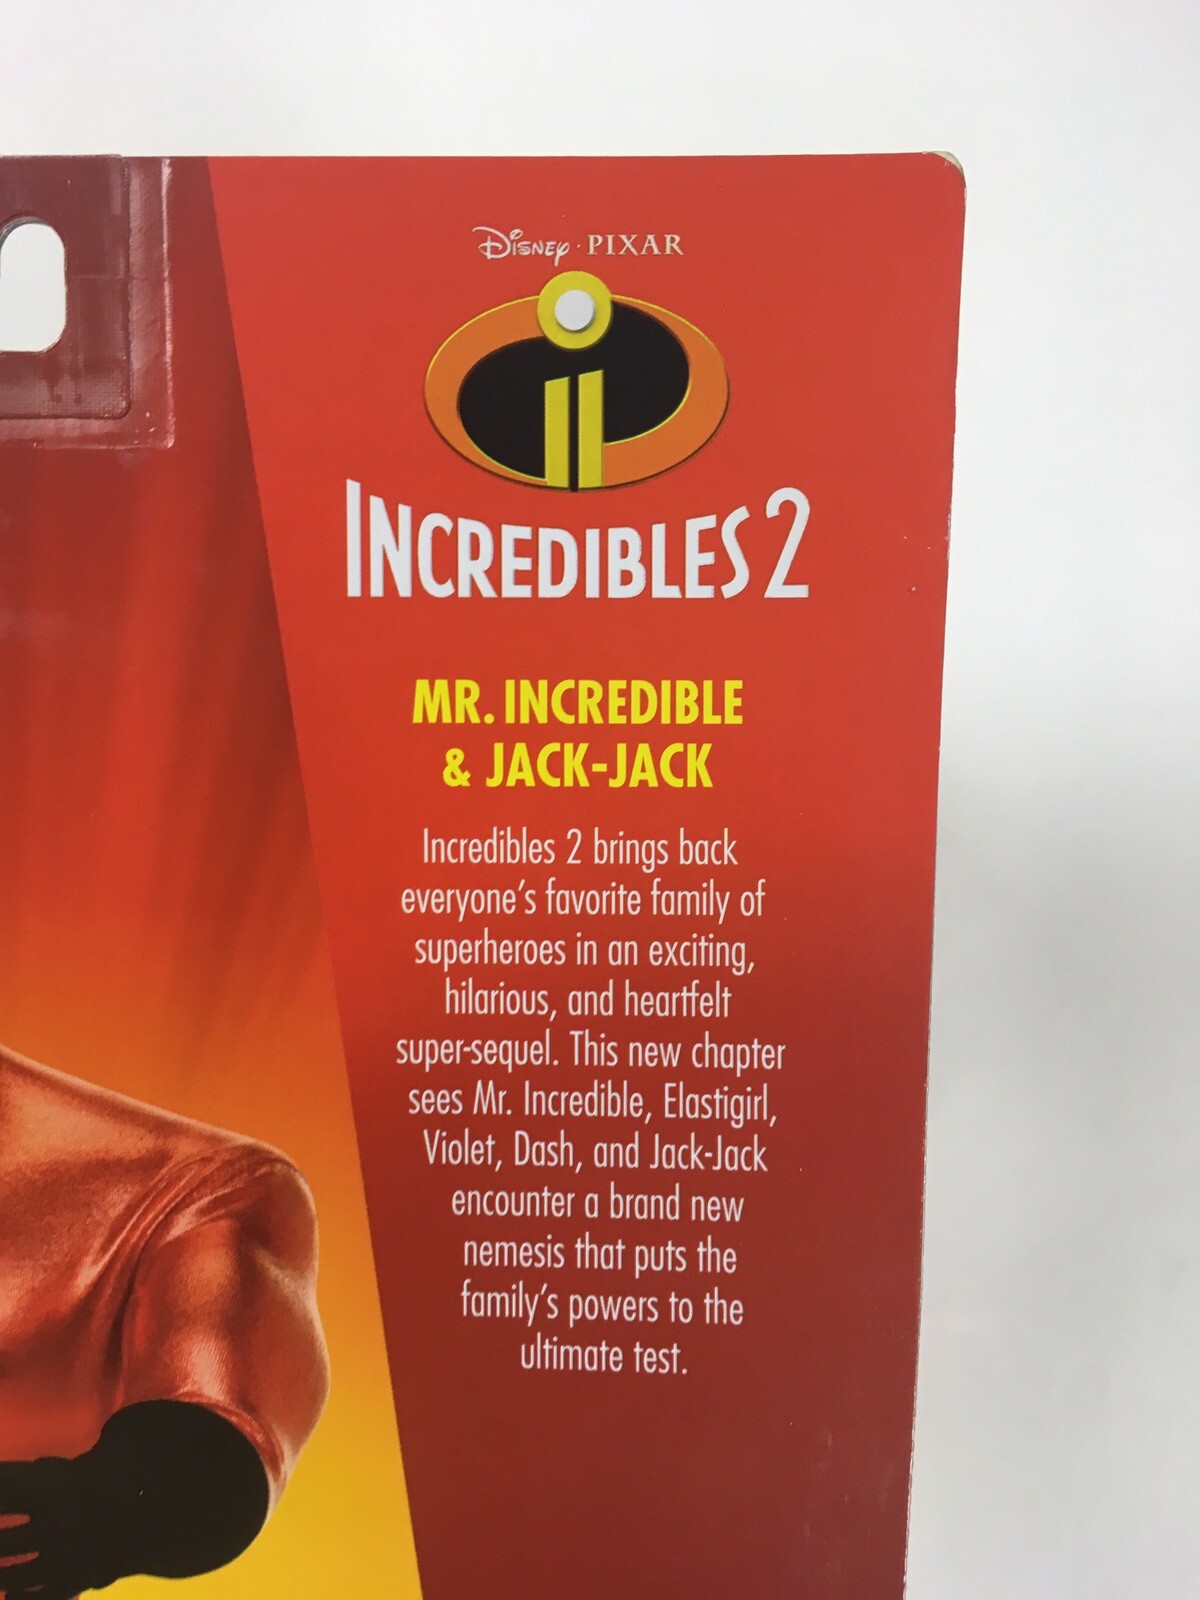 Disney · PIXAR
INCREDIBLES 2
MR. INCREDIBLE
& JACK-JACK
Incredibles 2 brings back
everyone's favorite family of
superheroes in an exciting,
hilarious, and heartfelt
super-sequel. This new chapter
sees Mr. Incredible, Elastigirl,
Violet, Dash, and Jack-Jack
encounter a brand new
nemesis that puts the
family's powers to the
ultimate test.